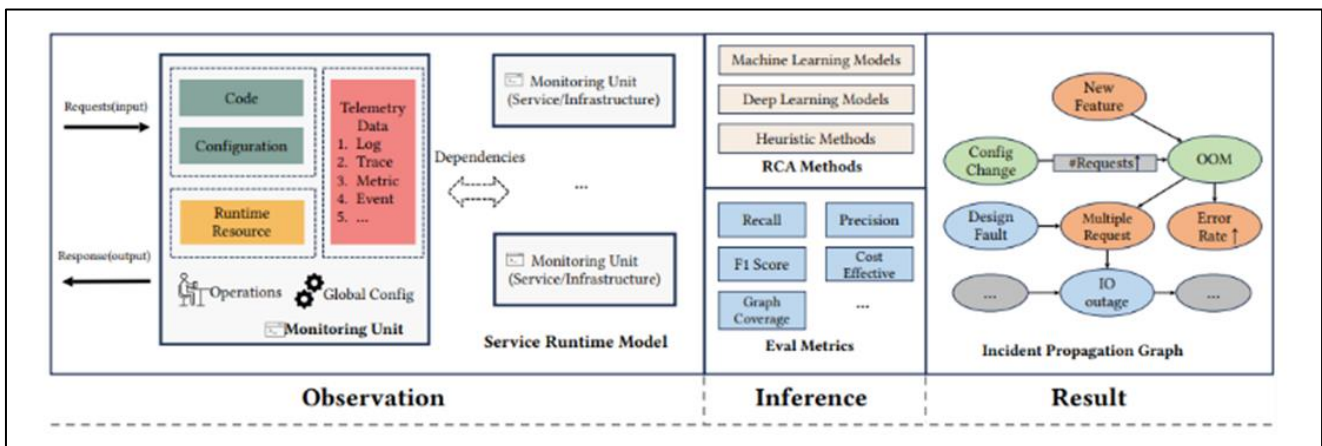 Requests(input)
Response(output)
Code
Configuration
Runtime
Resource
Telemetry
Data
1. Log
2. Trace
3. Metric
4. Event
5. ...
Operations
Global Config
Monitoring Unit
Dependencies
Monitoring Unit
(Service/Infrastructure)
...
Monitoring Unit
(Service/Infrastructure)
Service Runtime Model
Machine Learning Models
Deep Learning Models
Heuristic Methods
RCA Methods
Recall
Precision
F1 Score
Cost
Effective
Graph
Coverage
...
Eval Metrics
New
Feature
Config
Change
#Requests↑
OOM
Design
Fault
Multiple
Request
Error
Rate ↑
...
IO
outage
...
Incident Propagation Graph
Observation
Inference
Result